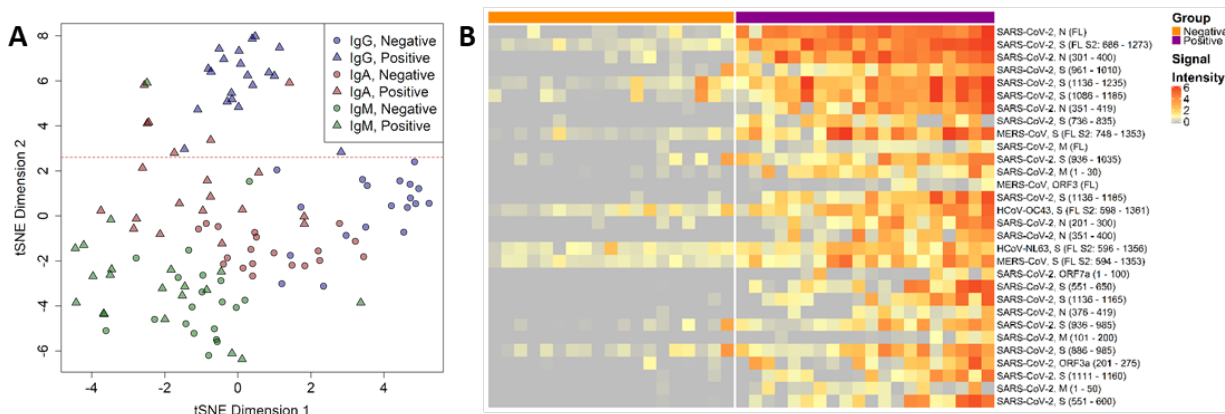 A
8
6
4
2
0
-2
-4
-6
-4
-2
0
2
4
tSNE Dimension 2
tSNE Dimension 1
IgG, Negative
IgG, Positive
IgA, Negative
IgA, Positive
IgM, Negative
IgM, Positive
B
SARS-CoV-2, N (FL)
SARS-CoV-2, S (FL S2: 686 - 1273)
SARS-CoV-2, N (301 - 400)
SARS-CoV-2, S (961 - 1010)
SARS-CoV-2, S (1136 - 1235)
SARS-CoV-2, S (1086 - 1185)
SARS-CoV-2, N (351 - 419)
SARS-CoV-2, S (736 - 835)
MERS-CoV, S (FL S2: 748 - 1353)
SARS-CoV-2, M (FL)
SARS-CoV-2, S (936 - 1035)
SARS-CoV-2, M (1 - 30)
MERS-CoV, ORF3 (FL)
SARS-CoV-2, S (1136 - 1185)
HCoV-OC43, S (FL S2: 598 - 1361)
SARS-CoV-2, N (201 - 300)
SARS-CoV-2, N (351 - 400)
HCoV-NL63, S (FL S2: 596 - 1356)
MERS-CoV, S (FL S2: 594 - 1353)
SARS-CoV-2, ORF7a (1 - 100)
SARS-CoV-2, S (551 - 650)
SARS-CoV-2, S (1136 - 1165)
SARS-CoV-2, N (376 - 419)
SARS-CoV-2, S (936 - 985)
SARS-CoV-2, M (101 - 200)
SARS-CoV-2, S (886 - 985)
SARS-CoV-2, ORF3a (201 - 275)
SARS-CoV-2, S (1111 - 1160)
SARS-CoV-2, M (1 - 50)
SARS-CoV-2, S (551 - 600)
Group
Negative
Positive
Signal
Intensity
6
4
2
0